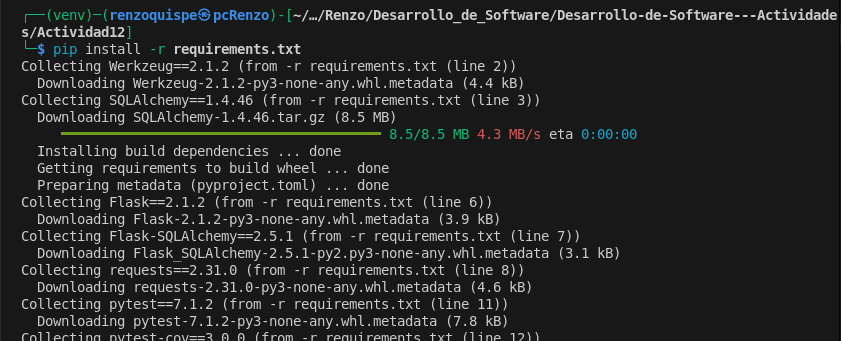 ┌──(venv)─(renzoquispe㉿pcRenzo)-[~/…/Renzo/Desarrollo_de_Software/Desarrollo-de-Software---Actividade
s/Actividad12]
└─$ pip install -r requirements.txt
Collecting Werkzeug==2.1.2 (from -r requirements.txt (line 2))
  Downloading Werkzeug-2.1.2-py3-none-any.whl.metadata (4.4 kB)
Collecting SQLAlchemy==1.4.46 (from -r requirements.txt (line 3))
  Downloading SQLAlchemy-1.4.46.tar.gz (8.5 MB)
     ━━━━━━━━━━━━━━━━━━━━━━━━━━━━━━━━━━━━━━━━ 8.5/8.5 MB 4.3 MB/s eta 0:00:00
  Installing build dependencies ... done
  Getting requirements to build wheel ... done
  Preparing metadata (pyproject.toml) ... done
Collecting Flask==2.1.2 (from -r requirements.txt (line 6))
  Downloading Flask-2.1.2-py3-none-any.whl.metadata (3.9 kB)
Collecting Flask-SQLAlchemy==2.5.1 (from -r requirements.txt (line 7))
  Downloading Flask_SQLAlchemy-2.5.1-py2.py3-none-any.whl.metadata (3.1 kB)
Collecting requests==2.31.0 (from -r requirements.txt (line 8))
  Downloading requests-2.31.0-py3-none-any.whl.metadata (4.6 kB)
Collecting pytest==7.1.2 (from -r requirements.txt (line 11))
  Downloading pytest-7.1.2-py3-none-any.whl.metadata (7.8 kB)
Collecting pytest-cov==3.0.0 (from -r requirements.txt (line 12))